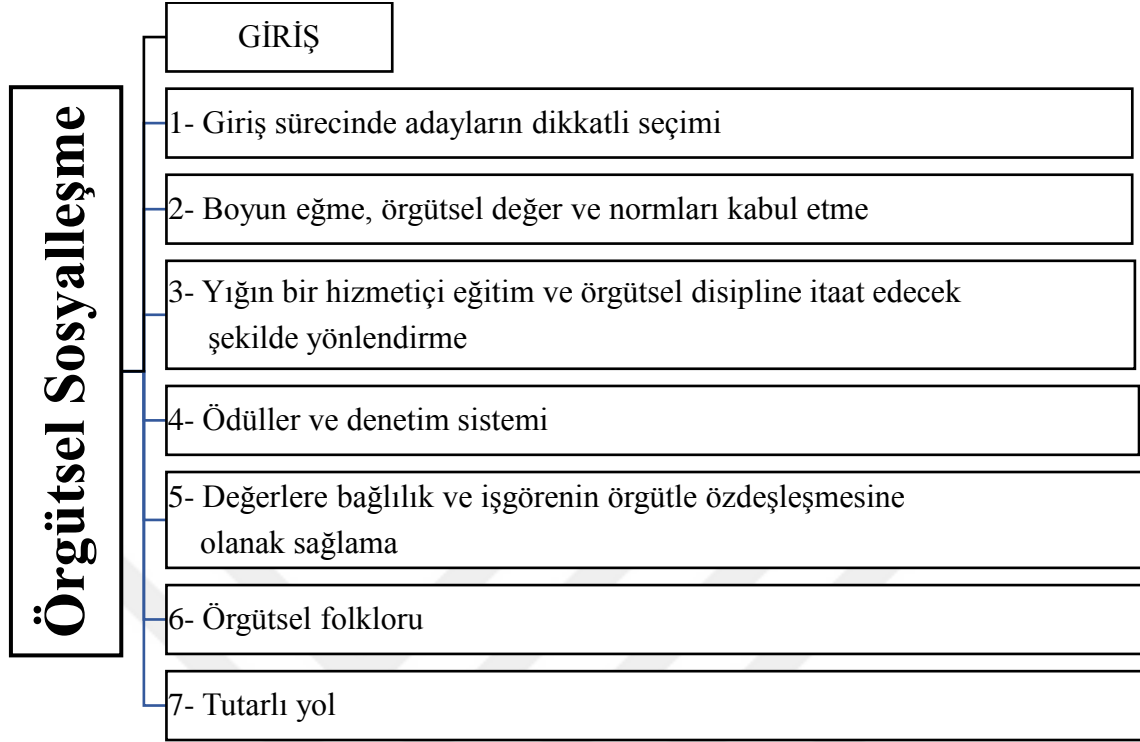 Örgütsel Sosyalleşme
GİRİŞ
1- Giriş sürecinde adayların dikkatli seçimi
2- Boyun eğme, örgütsel değer ve normları kabul etme
3- Yığın bir hizmetiçi eğitim ve örgütsel disipline itaat edecek
şekilde yönlendirme
4- Ödüller ve denetim sistemi
5- Değerlere bağlılık ve işgörenin örgütle özdeşleşmesine
olanak sağlama
6- Örgütsel folkloru
7- Tutarlı yol